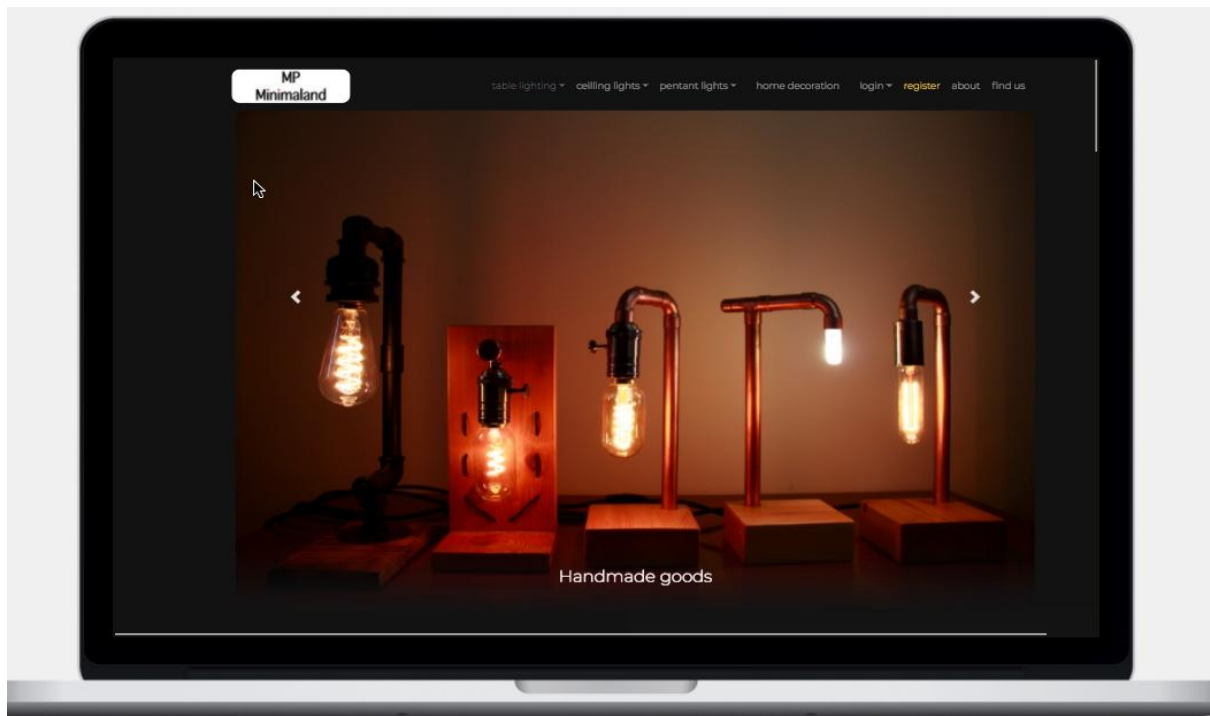 MP
Minimaland
table lighting ceilling lights pentant lights home decoration login register about find us
Handmade goods